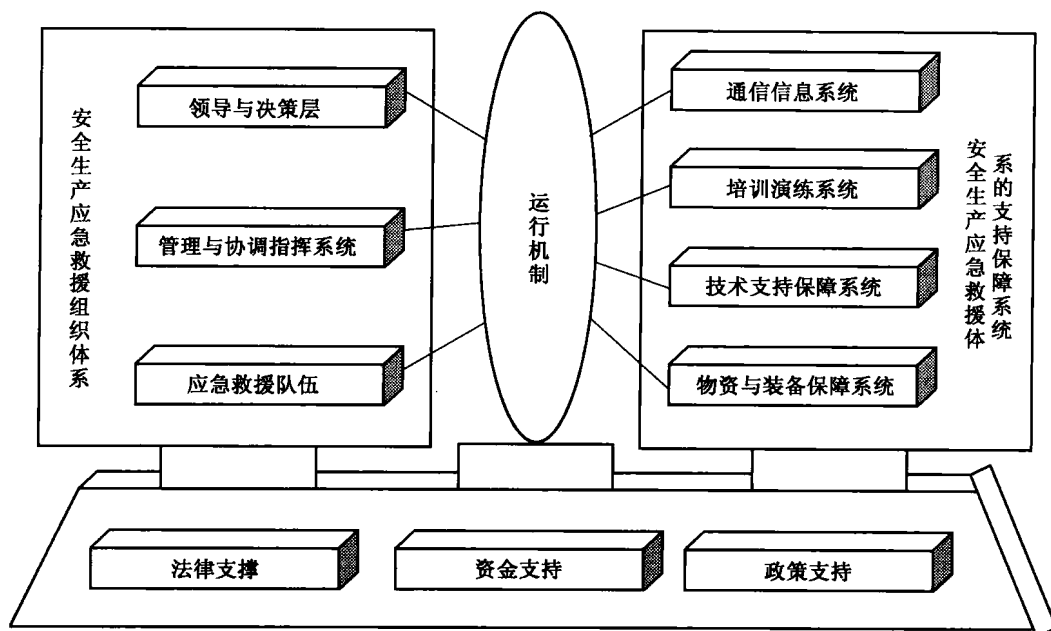 安全生产应急救援组织体系
领导与决策层
管理与协调指挥系统
应急救援队伍
运行机制
通信信息系统
培训演练系统
技术支持保障系统
物资与装备保障系统
安全生产应急救援体
系的支持保障系统
法律支撑
资金支持
政策支持